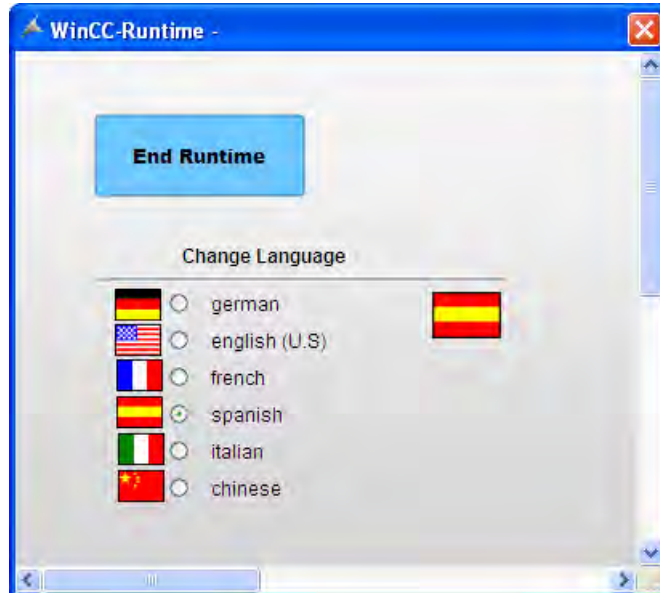 WinCC-Runtime -
End Runtime
Change Language
german
english (U.S)
french
spanish
italian
chinese